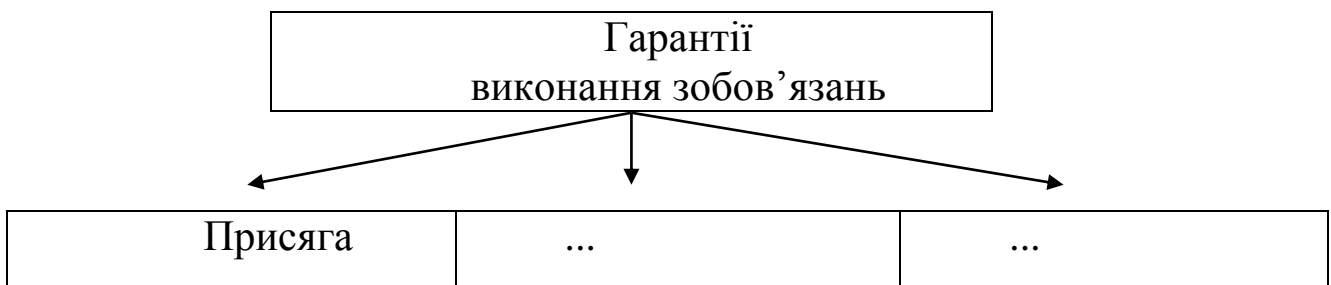 Гарантії
виконання зобов’язань
Присяга ... ...